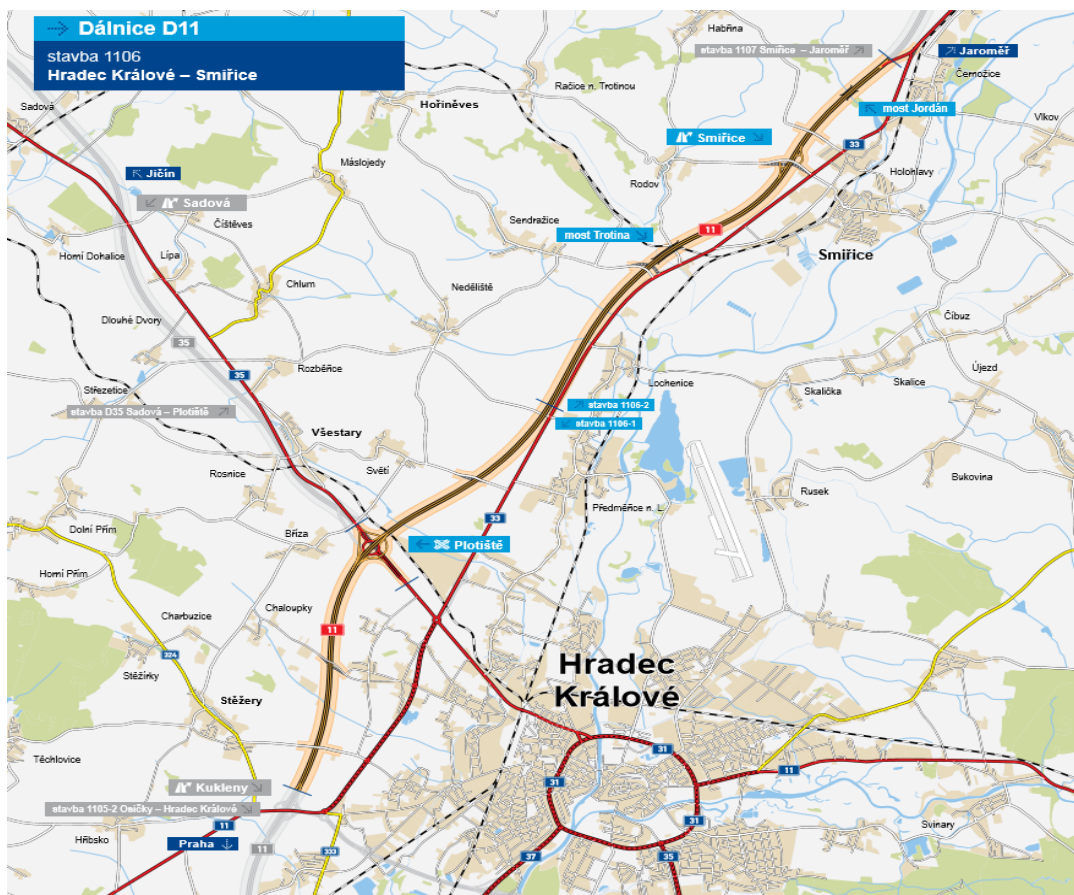 Dálnice D11
stavba 1106
Hradec Králové – Smiřice
Habřina
stavba 1107 Smiřice – Jaroměř
Jaroměř
Černožice
Sadová
Hořiněves
Račice n. Trotinou
most Jordán
Vlkov
Smiřice
33
Máslojedy
Jičín
Rodov
Holohlavy
Sadová
Čištěves
Sendražice
most Trotina
11
Horní Dohalice
Lípa
Smiřice
Chlum
Neděliště
Dlouhé Dvory
Číbuz
35
Rozběřice
Újezd
35
Střezetice
Lochenice
Skalička
Skalice
stavba D35 Sadová – Plotiště
stavba 1106-2
stavba 1106-1
Všestary
Světí
Rosnice
Bukovina
Rusek
Předměřice n. L.
33
Dolní Přím
Bříza
Plotiště
Horní Přím
Chaloupky
Charbuzice
11
324
Hradec
Králové
Stěžírky
Stěžery
31
Těchlovice
11
31
Kukleny
stavba 1105-2 Osičky – Hradec Králové
31
11
Svinary
Hřibsko
Praha
11
333
37
35